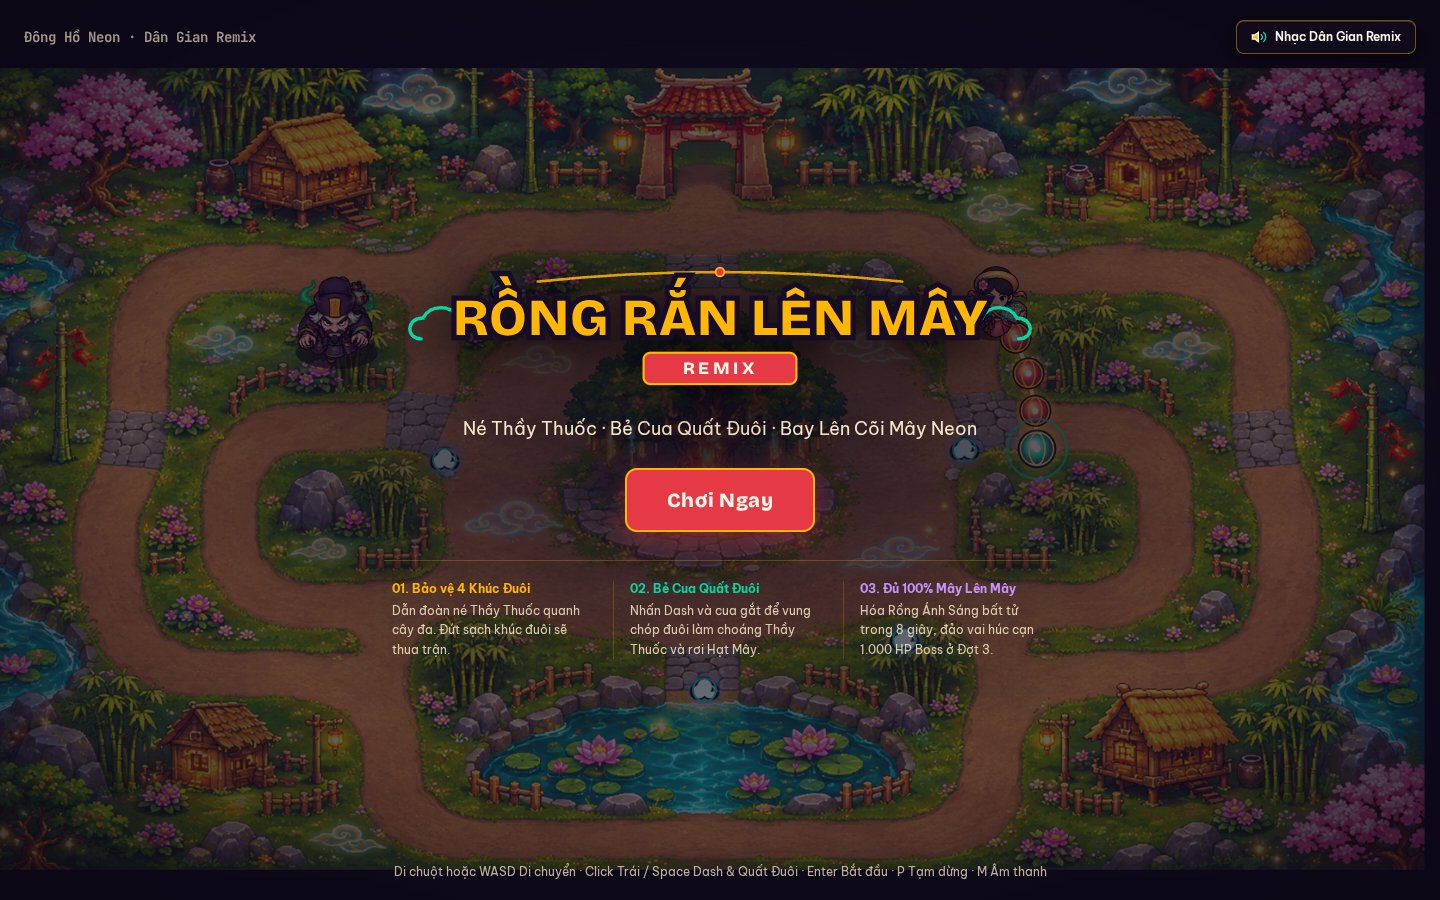 Đông Hồ Neon · Dân Gian Remix
Nhạc Dân Gian Remix
RỒNG RẮN LÊN MÂY
REMIX
Né Thầy Thuốc · Bẻ Cua Quất Đuôi · Bay Lên Cõi Mây Neon
Chơi Ngay
01. Bảo vệ 4 Khúc Đuôi
Dẫn đoàn né Thầy Thuốc quanh
cây đa. Đứt sạch khúc đuôi sẽ
thua trận.
02. Bẻ Cua Quất Đuôi
Nhấn Dash và cua gắt để vung
chóp đuôi làm choáng Thầy
Thuốc và rơi Hạt Mây.
03. Đủ 100% Mây Lên Mây
Hóa Rồng Ánh Sáng bất tử
trong 8 giây, đảo vai húc cạn
1.000 HP Boss ở Đợt 3.
Di chuột hoặc WASD Di chuyển · Click Trái / Space Dash & Quất Đuôi · Enter Bắt đầu · P Tạm dừng · M Âm thanh